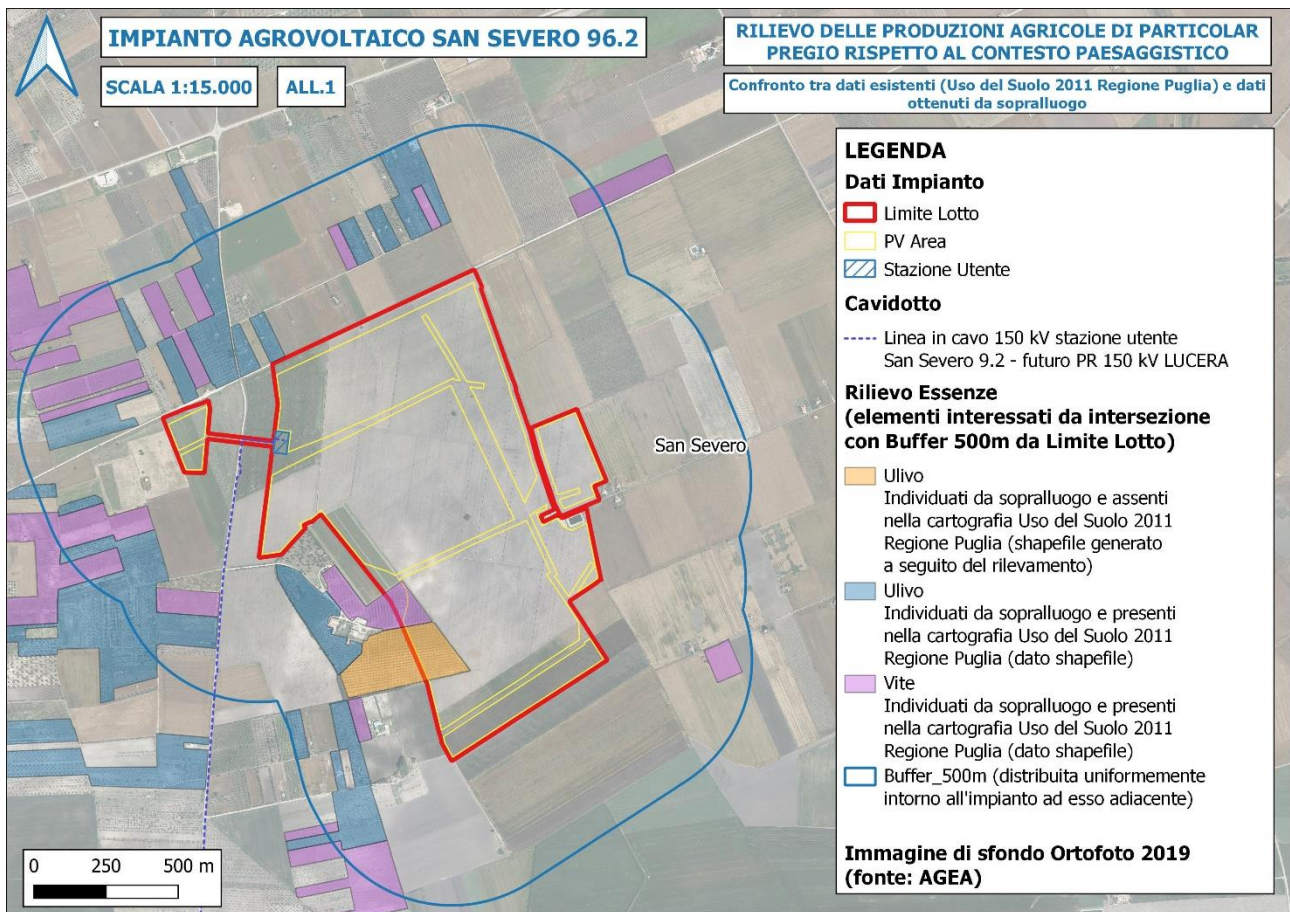 IMPIANTO AGROVOLTAICO SAN SEVERO 96.2
SCALA 1:15.000
ALL.1
RILIEVO DELLE PRODUZIONI AGRICOLE DI PARTICOLAR
PREGIO RISPETTO AL CONTESTO PAESAGGISTICO
Confronto tra dati esistenti (Uso del Suolo 2011 Regione Puglia) e dati
ottenuti da sopralluogo
San Severo
LEGENDA
Dati Impianto
Limite Lotto
PV Area
Stazione Utente
Cavidotto
Linea in cavo 150 kV stazione utente
San Severo 9.2 - futuro PR 150 kV LUCERA
Rilievo Essenze
(elementi interessati da intersezione
con Buffer 500m da Limite Lotto)
Ulivo
Individuati da sopralluogo e assenti
nella cartografia Uso del Suolo 2011
Regione Puglia (shapefile generato
a seguito del rilevamento)
Ulivo
Individuati da sopralluogo e presenti
nella cartografia Uso del Suolo 2011
Regione Puglia (dato shapefile)
Vite
Individuati da sopralluogo e presenti
nella cartografia Uso del Suolo 2011
Regione Puglia (dato shapefile)
Buffer_500m (distribuita uniformemente
intorno all'impianto ad esso adiacente)
Immagine di sfondo Ortofoto 2019
(fonte: AGEA)
0 250 500 m